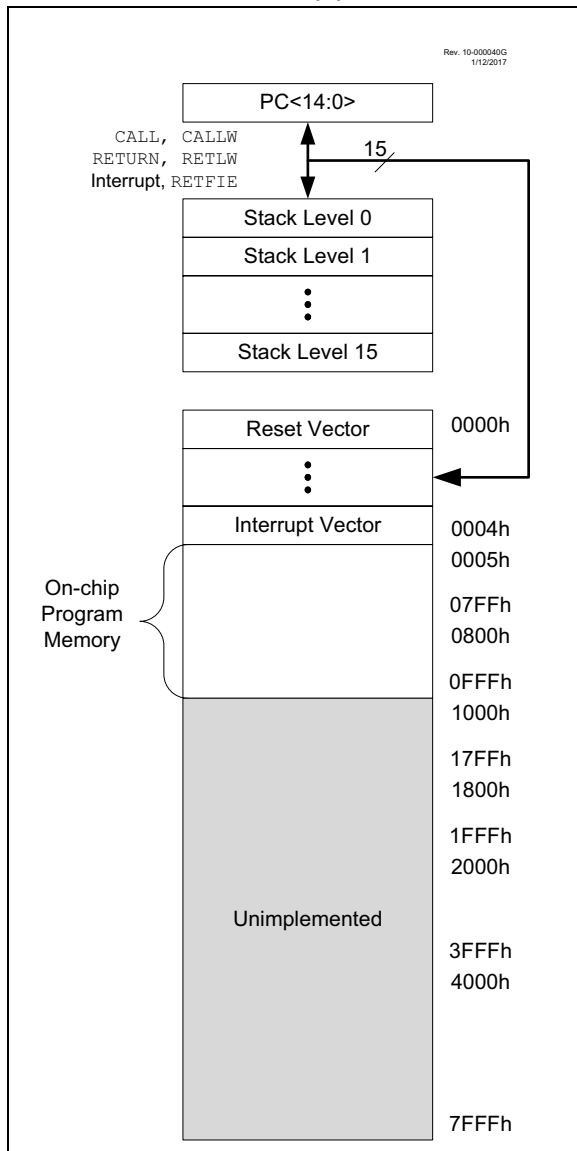 Rev. 10-000040G
1/12/2017
PC<14:0>
CALL, CALLW
RETURN, RETLW
Interrupt, RETFIE
15
Stack Level 0
Stack Level 1
Stack Level 15
Reset Vector
0000h
Interrupt Vector
0004h
0005h
On-chip
Program
Memory
07FFh
0800h
0FFFh
1000h
17FFh
1800h
1FFFh
2000h
Unimplemented
3FFFh
4000h
7FFFh